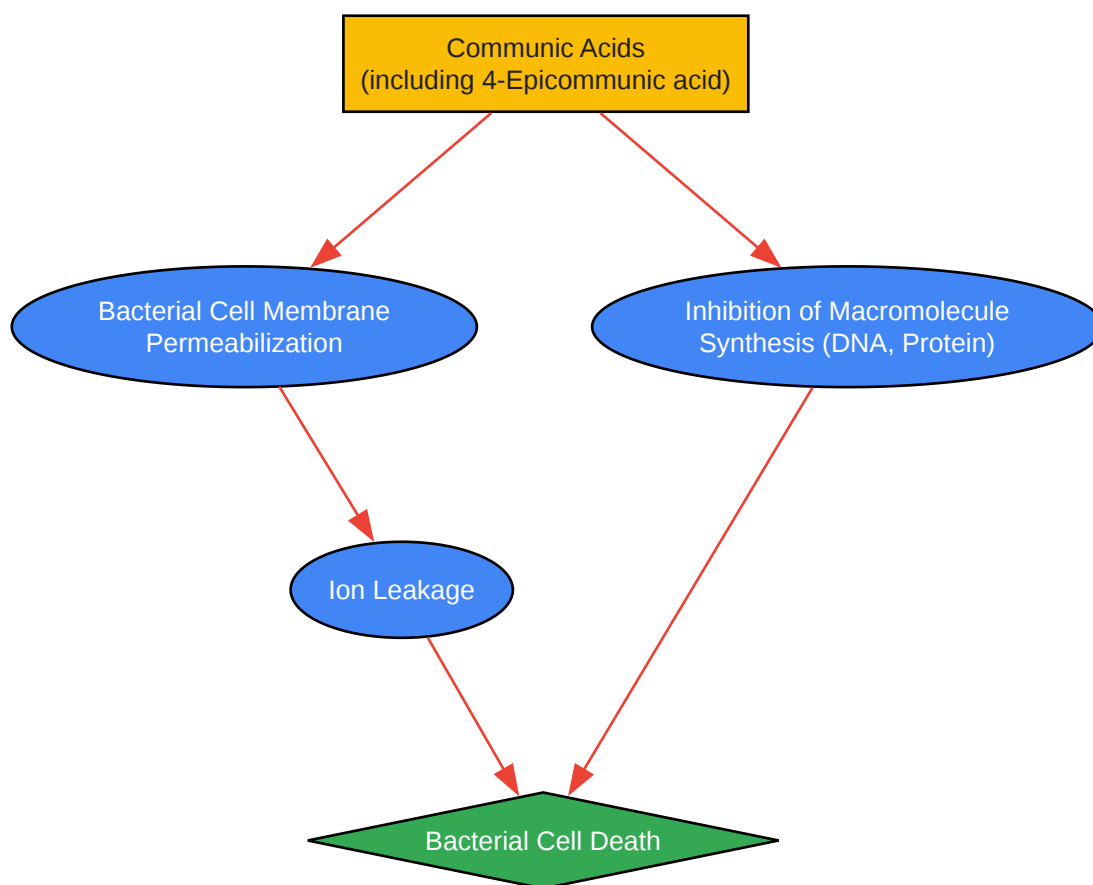 Communic Acids
(including 4-Epicommunic acid)
Bacterial Cell Membrane
Permeabilization
Inhibition of Macromolecule
Synthesis (DNA, Protein)
Ion Leakage
Bacterial Cell Death